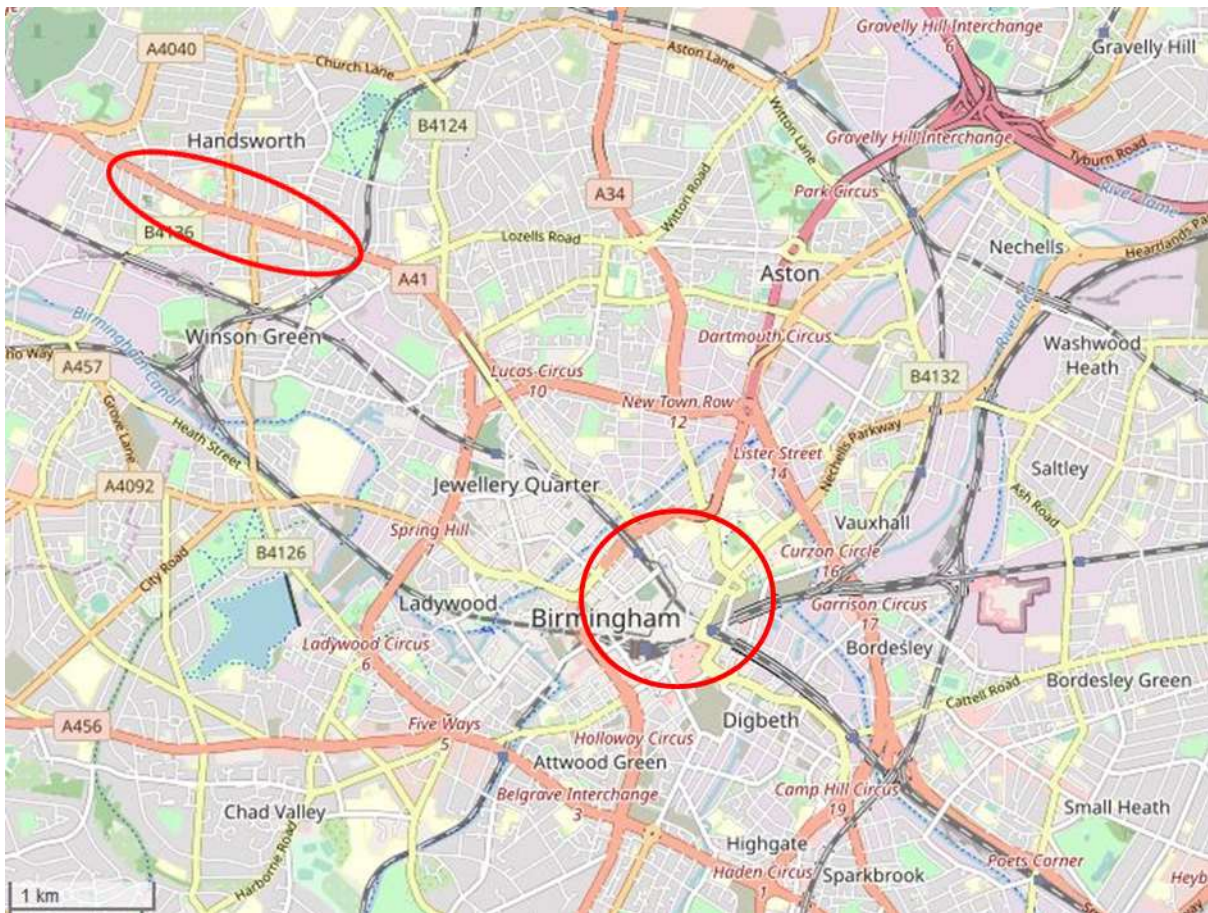 Gravelly Hill Interchange
6
Gravelly Hill
A4040
Aston Lane
Church Lane
Handsworth
B4124
Witton Lane
Gravelly Hill Interchange
Tyburn Road
A34
Park Circus
River Tame
Witton Road
B4136
Lozells Road
Nechells
Heartlands Pa
A41
Aston
Birmingham Canal
Winson Green
River Rea
Dartmouth Circus
Washwood
Heath
ho Way
A457
Lucas Circus
10
B4132
New Town Row
12
Grove Lane
Heath Street
Lister Street
14
Nechells Parkway
Saltley
A4092
Jewellery Quarter
Ash Road
Spring Hill
Vauxhall
City Road
B4126
Curzon Circle
16
Ladywood
Birmingham
Garrison Circus
17
Ladywood Circus
6
Bordesley
Cattell Road
Bordesley Green
A456
Five Ways
5
Digbeth
Holloway Circus
Attwood Green
Belgrave Interchange
3
Camp Hill Circus
19
Chad Valley
Small Heath
Highgate
Harborne Road
Haden Circus
1
Poets Corner
Sparkbrook
Heyb
1 km